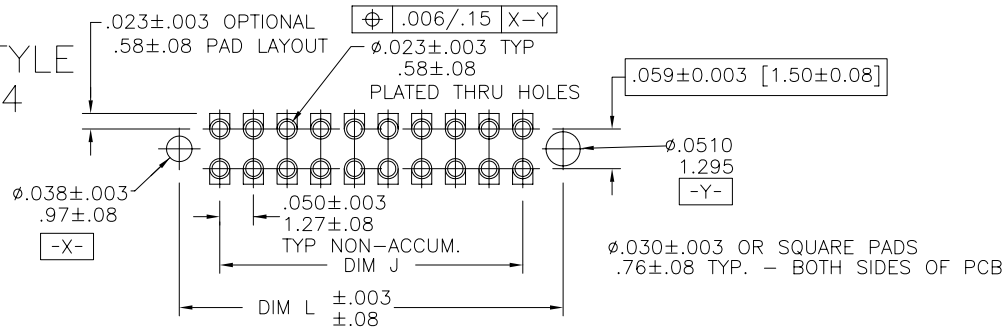 .023±.003 OPTIONAL
.58±.08 PAD LAYOUT
⌖ .006/.15 X-Y
TYLE
4
ø.023±.003 TYP
.58±.08
PLATED THRU HOLES
.059±0.003 [1.50±0.08]
ø.0510
1.295
-Y-
ø.038±.003
.97±.08
-X-
.050±.003
1.27±.08
TYP NON-ACCUM.
DIM J
ø.030±.003 OR SQUARE PADS
.76±.08 TYP. - BOTH SIDES OF PCB
DIM L ±.003
±.08